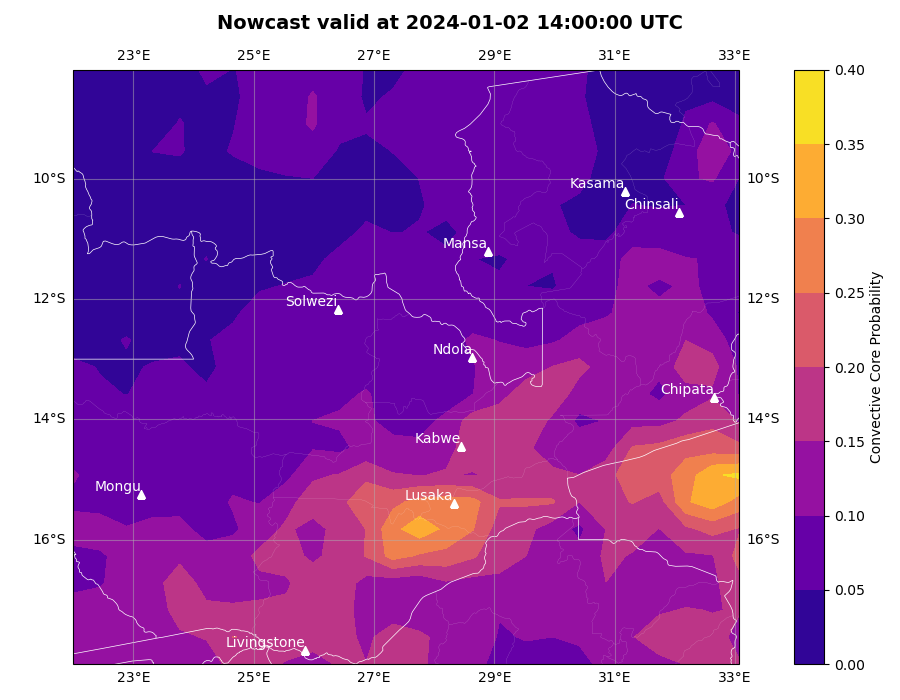 Nowcast valid at 2024-01-02 14:00:00 UTC
23°E 25°E 27°E 29°E 31°E 33°E
0.40
0.35
10°S Kasama 10°S
Chinsali
0.30
Mansa
0.25
12°S Solwezi 12°S
Ndola
0.20
Chipata
14°S 14°S
Kabwe
0.15
Mongu
Lusaka
0.10
16°S 16°S
0.05
Livingstone
0.00
23°E 25°E 27°E 29°E 31°E 33°E
Convective Core Probability